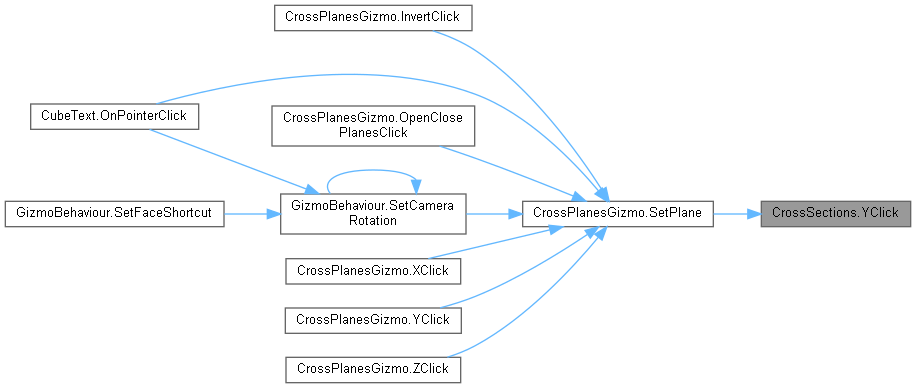 CrossPlanesGizmo.InvertClick
CubeText.OnPointerClick
CrossPlanesGizmo.OpenClose
PlanesClick
GizmoBehaviour.SetFaceShortcut
GizmoBehaviour.SetCamera
Rotation
CrossPlanesGizmo.SetPlane
CrossSections.YClick
CrossPlanesGizmo.XClick
CrossPlanesGizmo.YClick
CrossPlanesGizmo.ZClick